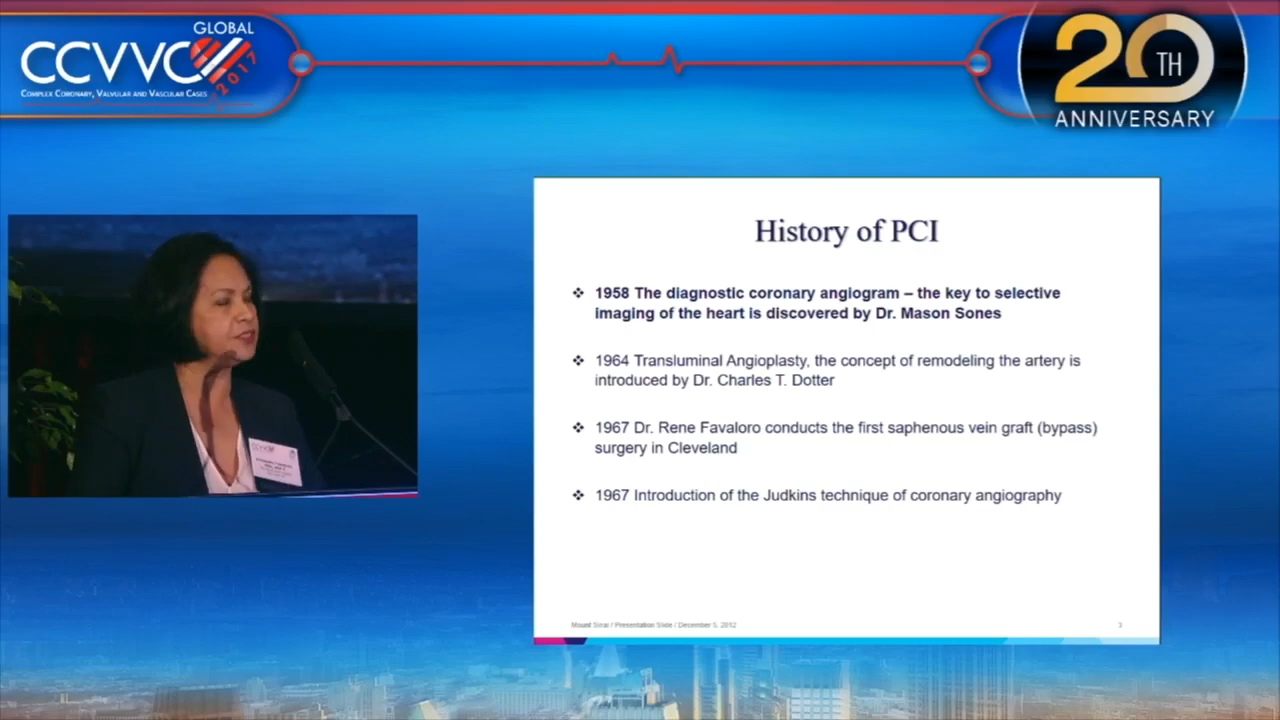 GLOBAL
CCVVC
2017
COMPLEX CORONARY, VALVULAR AND VASCULAR CASES
20TH
ANNIVERSARY
History of PCI
❖ 1958 The diagnostic coronary angiogram – the key to selective
imaging of the heart is discovered by Dr. Mason Sones
❖ 1964 Transluminal Angioplasty, the concept of remodeling the artery is
introduced by Dr. Charles T. Dotter
❖ 1967 Dr. Rene Favaloro conducts the first saphenous vein graft (bypass)
surgery in Cleveland
❖ 1967 Introduction of the Judkins technique of coronary angiography
Mount Sinai / Presentation Slide / December 5, 2012
3